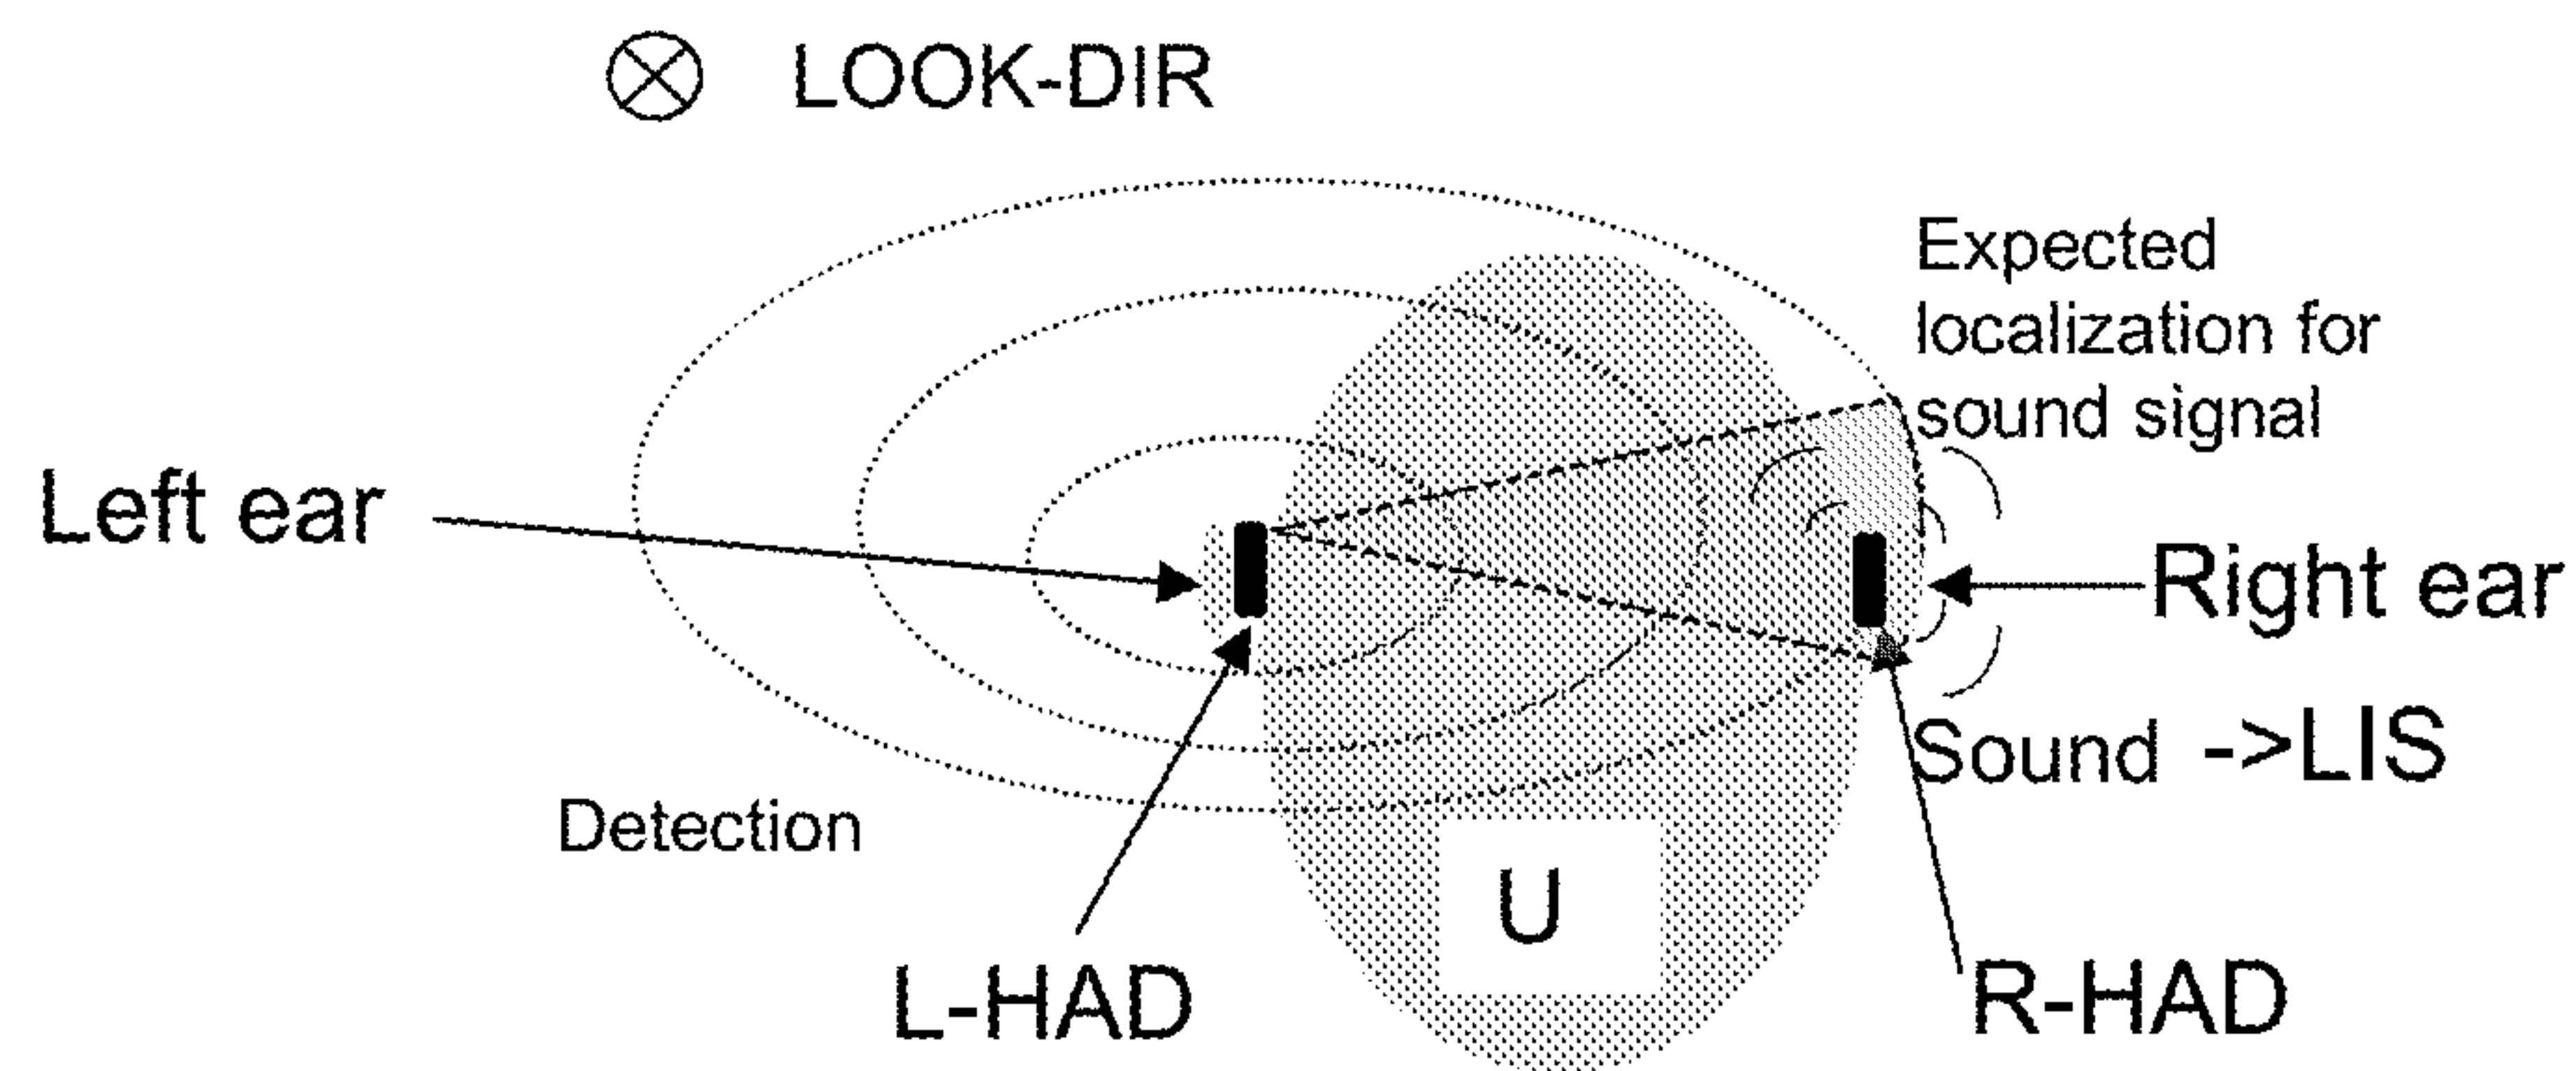 LOOK-DIR
Expected
localization for
sound signal
Left ear
Right ear
Sound ->LIS
Detection
U
L-HAD
R-HAD